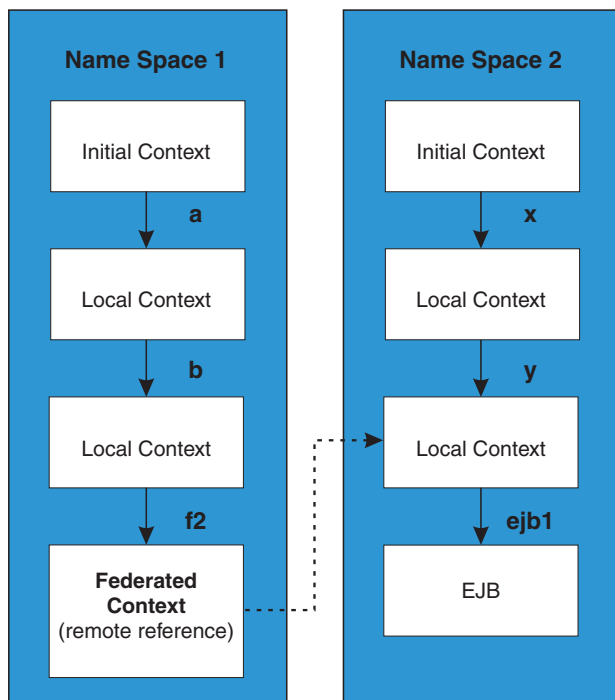 Name Space 1
Initial Context
a
Local Context
b
Local Context
f2
Federated
Context
(remote reference)
Name Space 2
Initial Context
x
Local Context
y
Local Context
ejb1
EJB